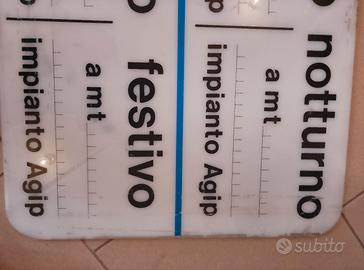 notturno
a mt
impianto Agip
festivo
a mt
impianto Agip
subito